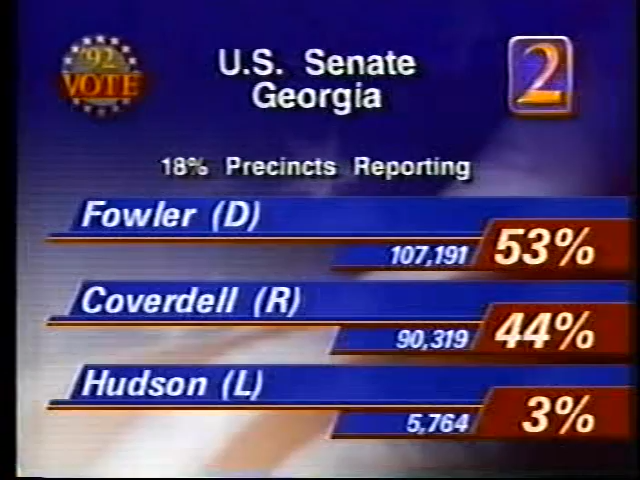 '92
VOTE
U.S. Senate
Georgia
2
18% Precincts Reporting
Fowler (D)
107,191 53%
Coverdell (R)
90,319 44%
Hudson (L)
5,764 3%